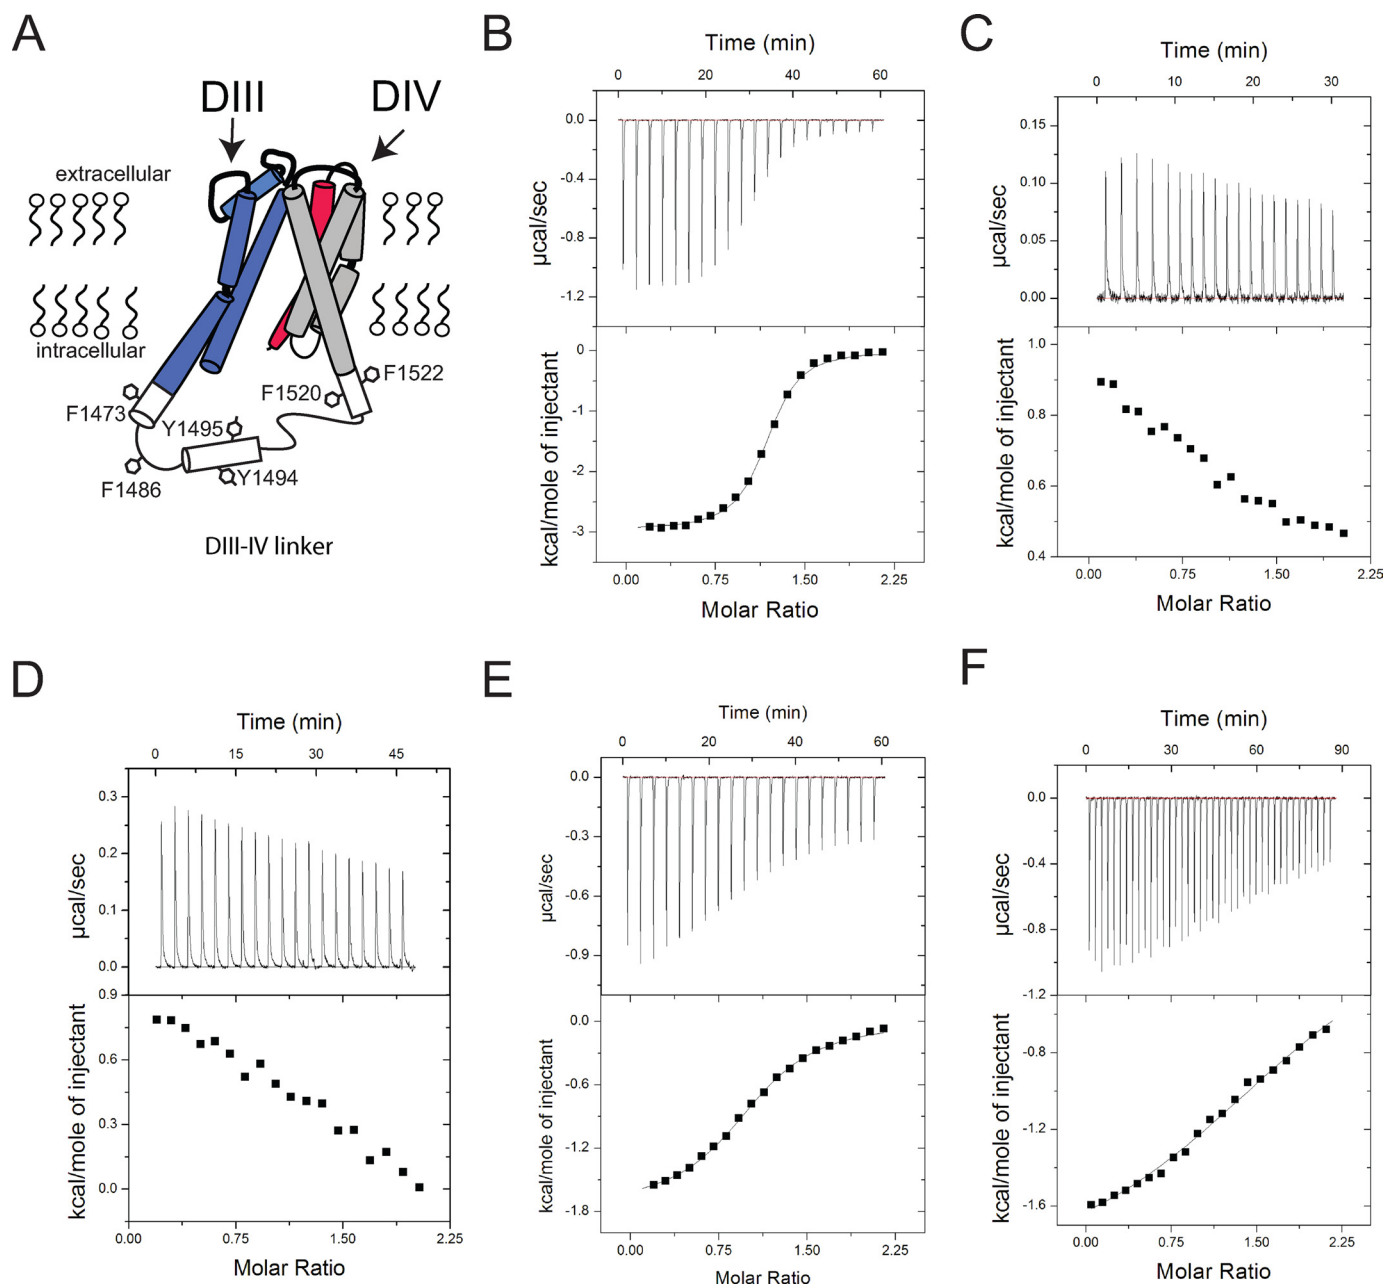 A
DIII
DIV
extracellular
intracellular
F1473
F1520
F1522
Y1495
F1486
Y1494
DIII-IV linker
B
Time (min)
0 20 40 60
0.0
-0.4
-0.8
-1.2
µcal/sec
0
-1
-2
-3
kcal/mole of injectant
0.00 0.75 1.50 2.25
Molar Ratio
C
Time (min)
0 10 20 30
0.15
0.10
0.05
0.00
µcal/sec
1.0
0.8
0.6
0.4
kcal/mole of injectant
0.00 0.75 1.50 2.25
Molar Ratio
D
Time (min)
0 15 30 45
0.3
0.2
0.1
0.0
µcal/sec
0.9
0.6
0.3
0.0
kcal/mole of injectant
0.00 0.75 1.50 2.25
Molar Ratio
E
Time (min)
0 20 40 60
0.0
-0.3
-0.6
-0.9
µcal/sec
0.0
-0.6
-1.2
-1.8
kcal/mole of injectant
0.00 0.75 1.50 2.25
Molar Ratio
F
Time (min)
0 30 60 90
0.0
-0.4
-0.8
-1.2
µcal/sec
-0.8
-1.2
-1.6
kcal/mole of injectant
0.00 0.75 1.50 2.25
Molar Ratio